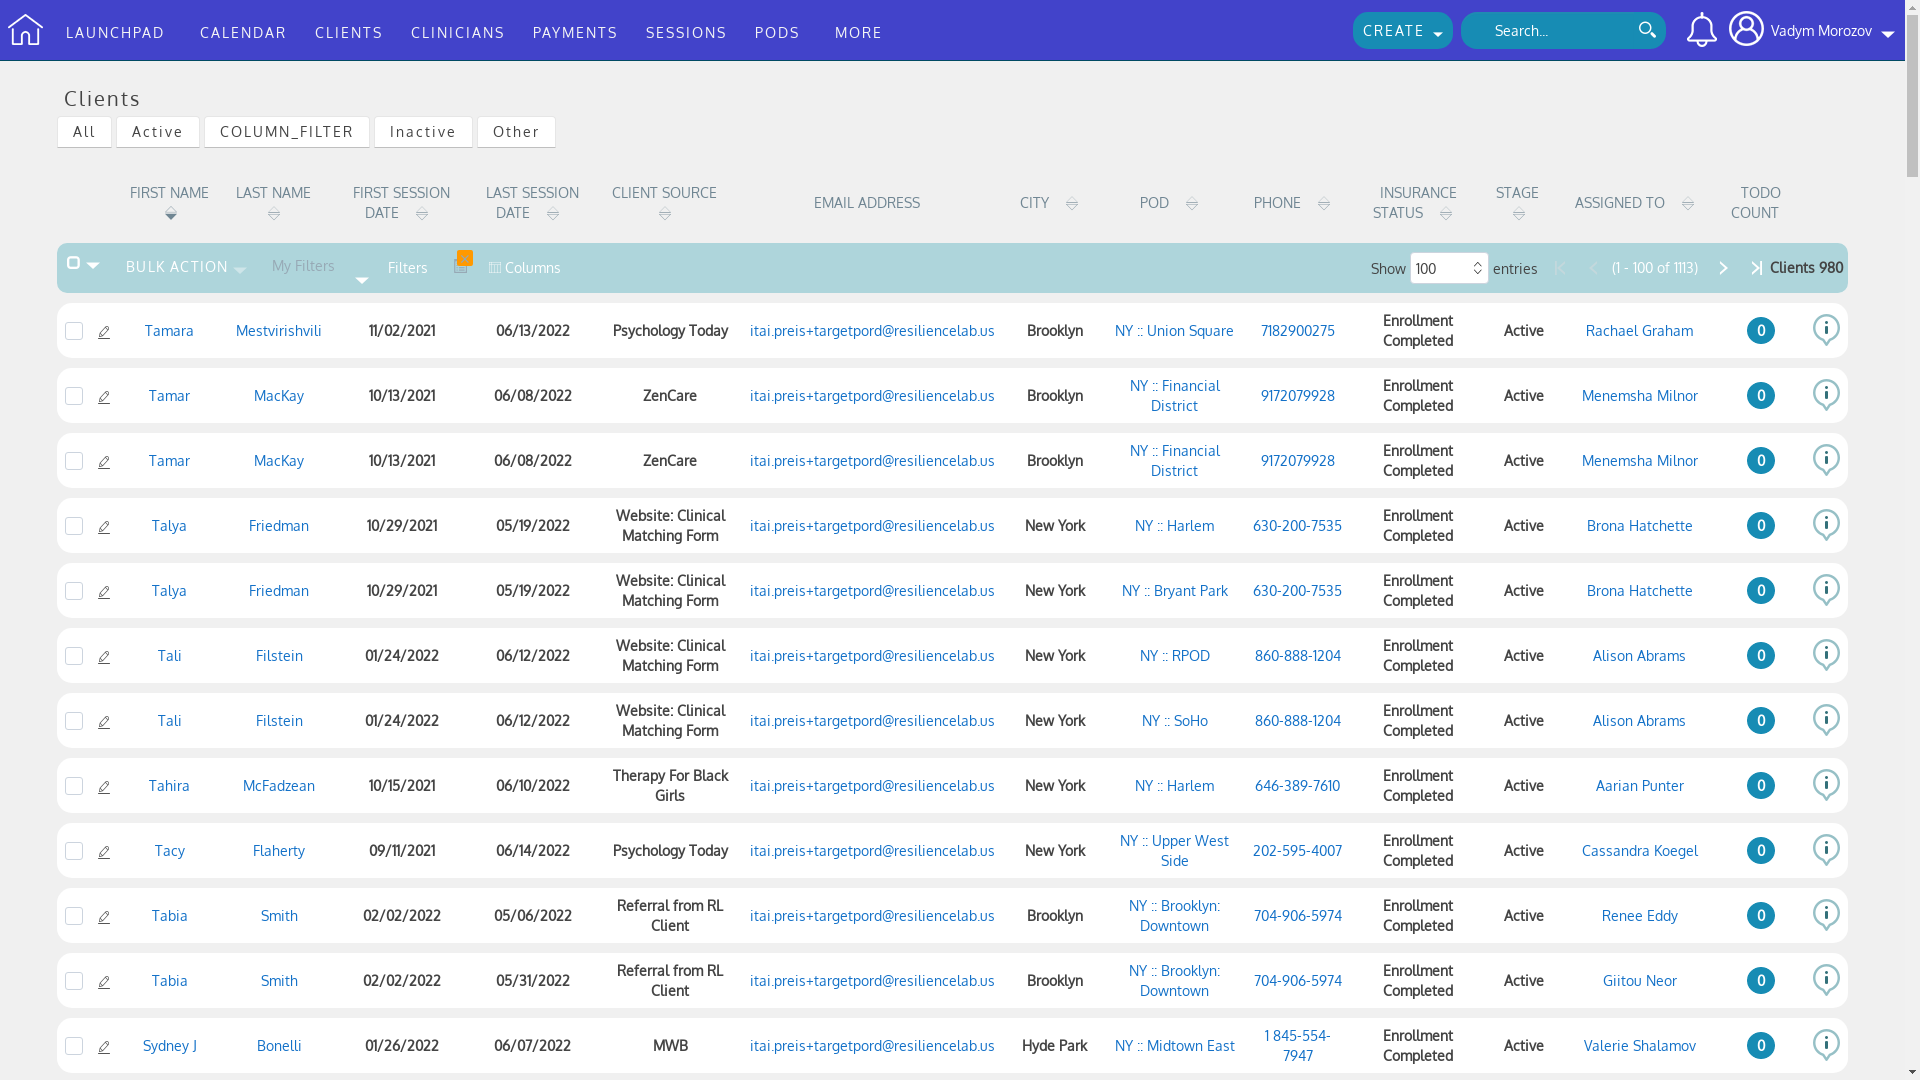 LAUNCHPAD CALENDAR CLIENTS CLINICIANS PAYMENTS SESSIONS PODS MORE CREATE Search... Vadym Morozov
Clients
All Active COLUMN_FILTER Inactive Other
FIRST NAME LAST NAME FIRST SESSION DATE LAST SESSION DATE CLIENT SOURCE EMAIL ADDRESS CITY POD PHONE INSURANCE STATUS STAGE ASSIGNED TO TODO COUNT
BULK ACTION My Filters Filters Columns Show 100 entries (1 - 100 of 1113) Clients 980
Tamara Mestvirishvili 11/02/2021 06/13/2022 Psychology Today itai.preis+targetpord@resiliencelab.us Brooklyn NY :: Union Square 7182900275 Enrollment Completed Active Rachael Graham 0
Tamar MacKay 10/13/2021 06/08/2022 ZenCare itai.preis+targetpord@resiliencelab.us Brooklyn NY :: Financial District 9172079928 Enrollment Completed Active Menemsha Milnor 0
Tamar MacKay 10/13/2021 06/08/2022 ZenCare itai.preis+targetpord@resiliencelab.us Brooklyn NY :: Financial District 9172079928 Enrollment Completed Active Menemsha Milnor 0
Talya Friedman 10/29/2021 05/19/2022 Website: Clinical Matching Form itai.preis+targetpord@resiliencelab.us New York NY :: Harlem 630-200-7535 Enrollment Completed Active Brona Hatchette 0
Talya Friedman 10/29/2021 05/19/2022 Website: Clinical Matching Form itai.preis+targetpord@resiliencelab.us New York NY :: Bryant Park 630-200-7535 Enrollment Completed Active Brona Hatchette 0
Tali Filstein 01/24/2022 06/12/2022 Website: Clinical Matching Form itai.preis+targetpord@resiliencelab.us New York NY :: RPOD 860-888-1204 Enrollment Completed Active Alison Abrams 0
Tali Filstein 01/24/2022 06/12/2022 Website: Clinical Matching Form itai.preis+targetpord@resiliencelab.us New York NY :: SoHo 860-888-1204 Enrollment Completed Active Alison Abrams 0
Tahira McFadzean 10/15/2021 06/10/2022 Therapy For Black Girls itai.preis+targetpord@resiliencelab.us New York NY :: Harlem 646-389-7610 Enrollment Completed Active Aarian Punter 0
Tacy Flaherty 09/11/2021 06/14/2022 Psychology Today itai.preis+targetpord@resiliencelab.us New York NY :: Upper West Side 202-595-4007 Enrollment Completed Active Cassandra Koegel 0
Tabia Smith 02/02/2022 05/06/2022 Referral from RL Client itai.preis+targetpord@resiliencelab.us Brooklyn NY :: Brooklyn: Downtown 704-906-5974 Enrollment Completed Active Renee Eddy 0
Tabia Smith 02/02/2022 05/31/2022 Referral from RL Client itai.preis+targetpord@resiliencelab.us Brooklyn NY :: Brooklyn: Downtown 704-906-5974 Enrollment Completed Active Giitou Neor 0
Sydney J Bonelli 01/26/2022 06/07/2022 MWB itai.preis+targetpord@resiliencelab.us Hyde Park NY :: Midtown East 1 845-554-7947 Enrollment Completed Active Valerie Shalamov 0